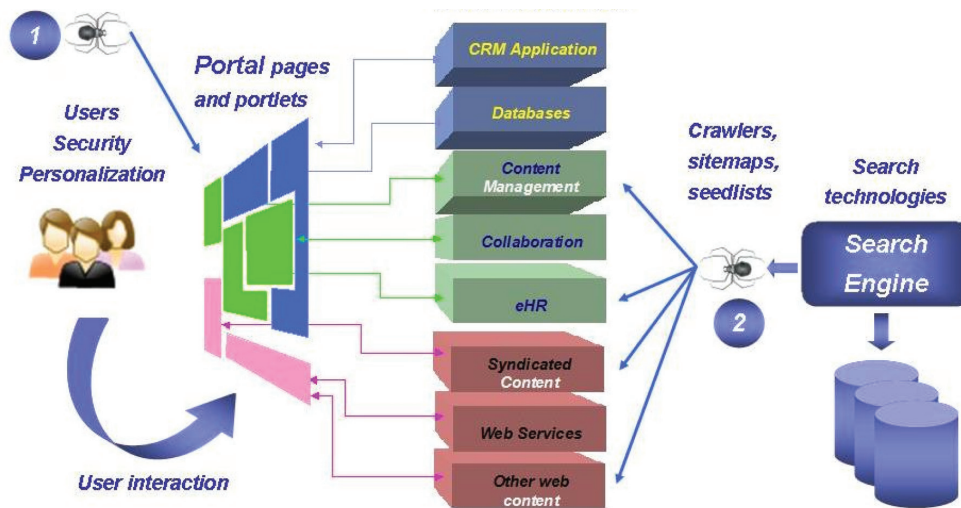 1
Users
Security
Personalization
User interaction
Portal pages
and portlets
CRM Application
Databases
Content
Management
Collaboration
eHR
Syndicated
Content
Web Services
Other web
content
Crawlers,
sitemaps,
seedlists
2
Search
technologies
Search
Engine